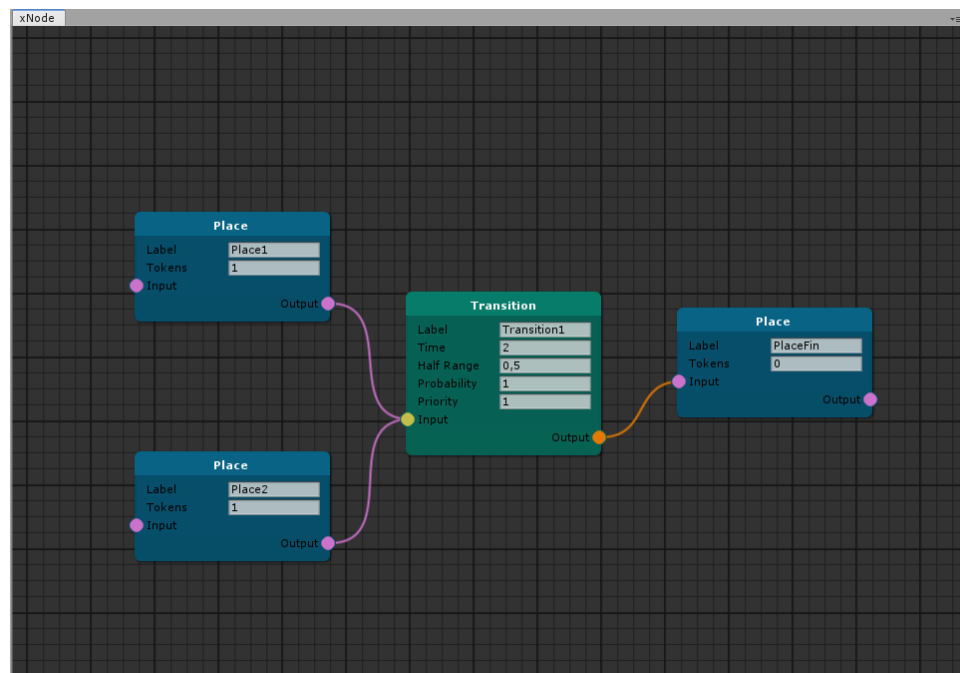 xNode
Place
Label Place1
Tokens 1
Input
Output
Transition
Label Transition1
Time 2
Half Range 0,5
Probability 1
Priority 1
Input
Output
Place
Label PlaceFin
Tokens 0
Input
Output
Place
Label Place2
Tokens 1
Input
Output